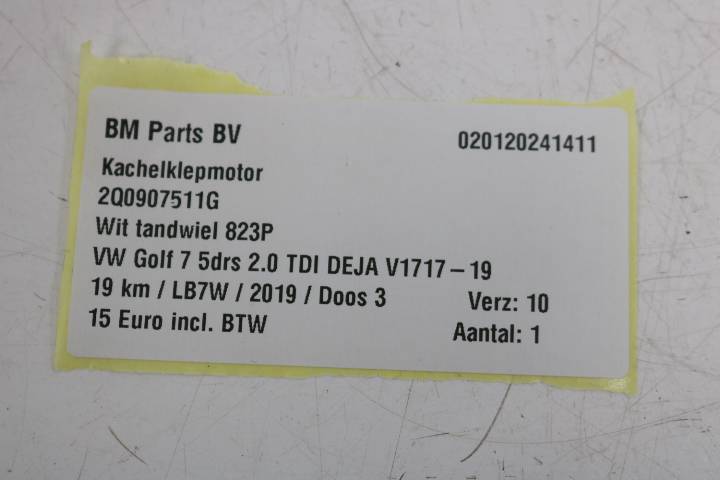 BM Parts BV 020120241411
Kachelklepmotor
2Q0907511G
Wit tandwiel 823P
VW Golf 7 5drs 2.0 TDI DEJA V1717-19
19 km / LB7W / 2019 / Doos 3 Verz: 10
15 Euro incl. BTW Aantal: 1